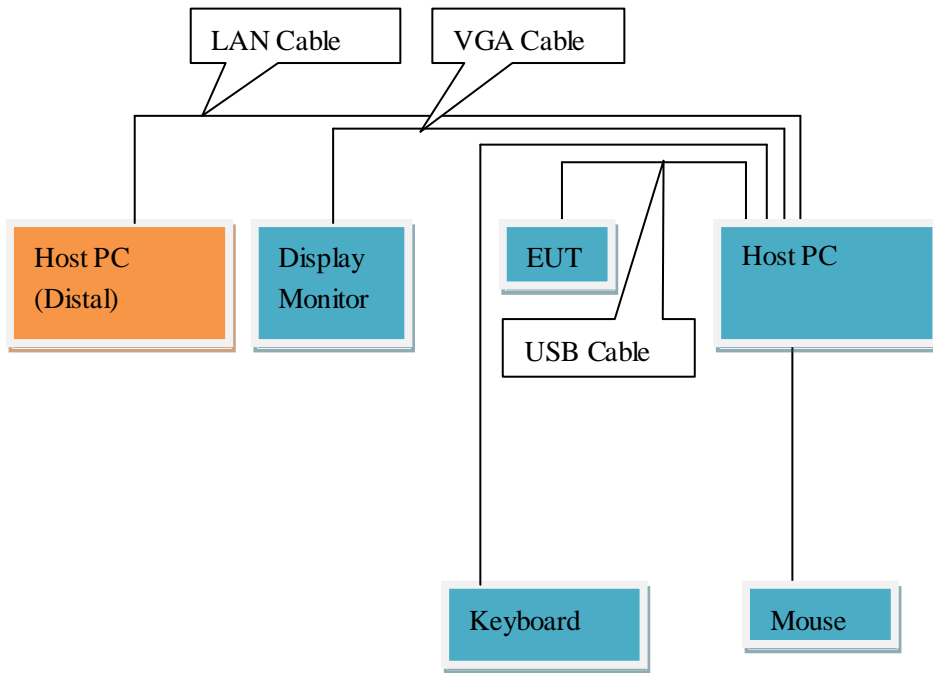 LAN Cable
VGA Cable
Host PC
(Distal)
Display
Monitor
EUT
Host PC
USB Cable
Keyboard
Mouse